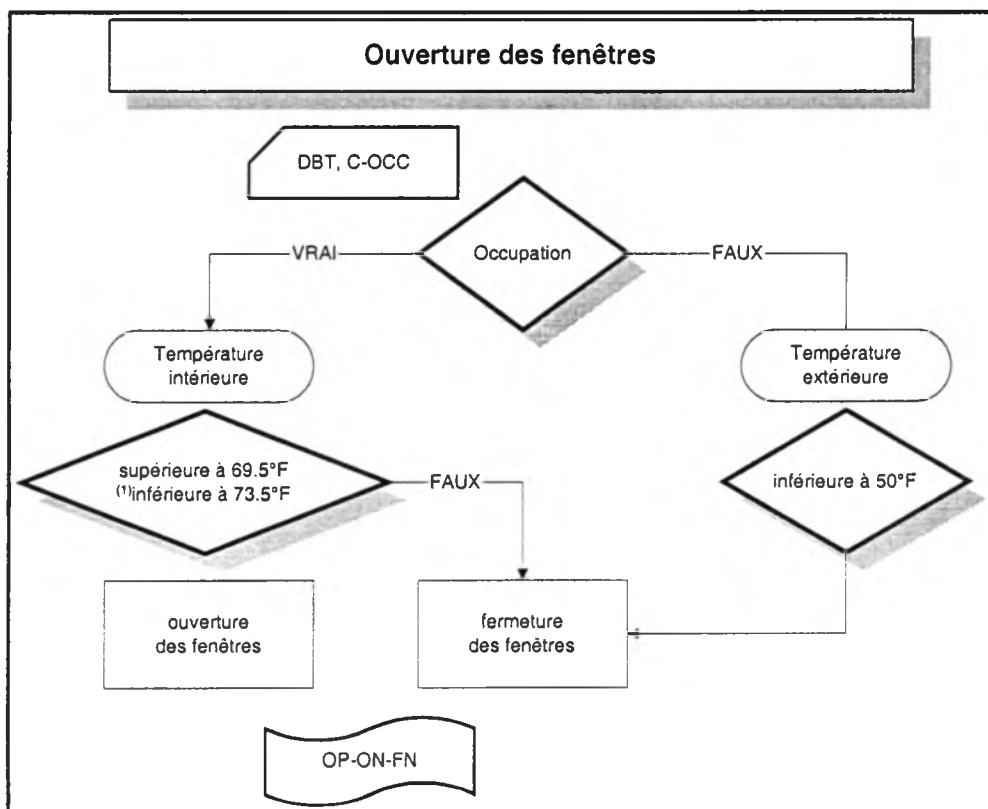 Ouverture des fenêtres
DBT, C-OCC
VRAI
Occupation
FAUX
Température
intérieure
Température
extérieure
supérieure à 69.5°F
(1)inférieure à 73.5°F
FAUX
inférieure à 50°F
ouverture
des fenêtres
fermeture
des fenêtres
OP-ON-FN